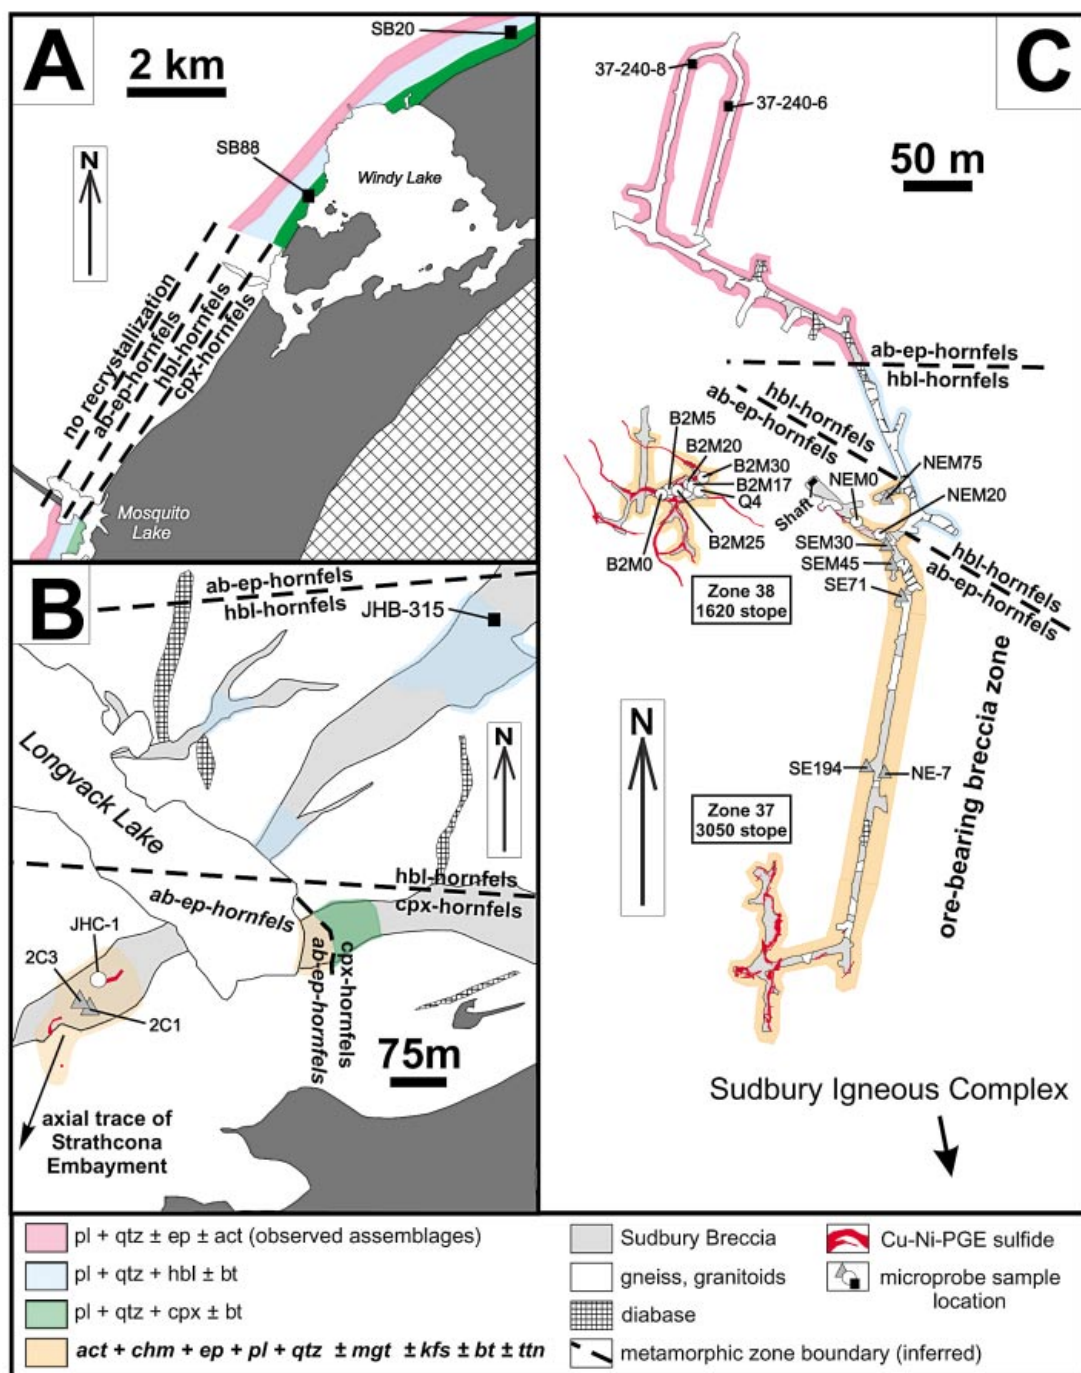 A
2 km
N
SB20
SB88
Windy Lake
no recrystallization
ab-ep-hornfels
hbl-hornfels
cpx-hornfels
Mosquito
Lake
B
ab-ep-hornfels
hbl-hornfels
JHB-315
N
Longvack Lake
hbl-hornfels
cpx-hornfels
ab-ep-hornfels
cpx-hornfels
ab-ep-hornfels
JHC-1
2C3
2C1
75m
axial trace of
Strathcona
Embayment
C
37-240-8
37-240-6
50 m
ab-ep-hornfels
hbl-hornfels
hbl-hornfels
ab-ep-hornfels
B2M5
B2M20
B2M30
B2M17
Q4
B2M25
B2M0
NEM75
NEM0
NEM20
Shaft
SEM30
SEM45
SE71
hbl-hornfels
ab-ep-hornfels
Zone 38
1620 stope
N
SE194
NE-7
ore-bearing breccia zone
Zone 37
3050 stope
Sudbury Igneous Complex
pl + qtz ± ep ± act (observed assemblages)
pl + qtz + hbl ± bt
pl + qtz + cpx ± bt
act + chm + ep + pl + qtz ± mgt ± kfs ± bt ± ttn
Sudbury Breccia
gneiss, granitoids
diabase
metamorphic zone boundary (inferred)
Cu-Ni-PGE sulfide
microprobe sample
location